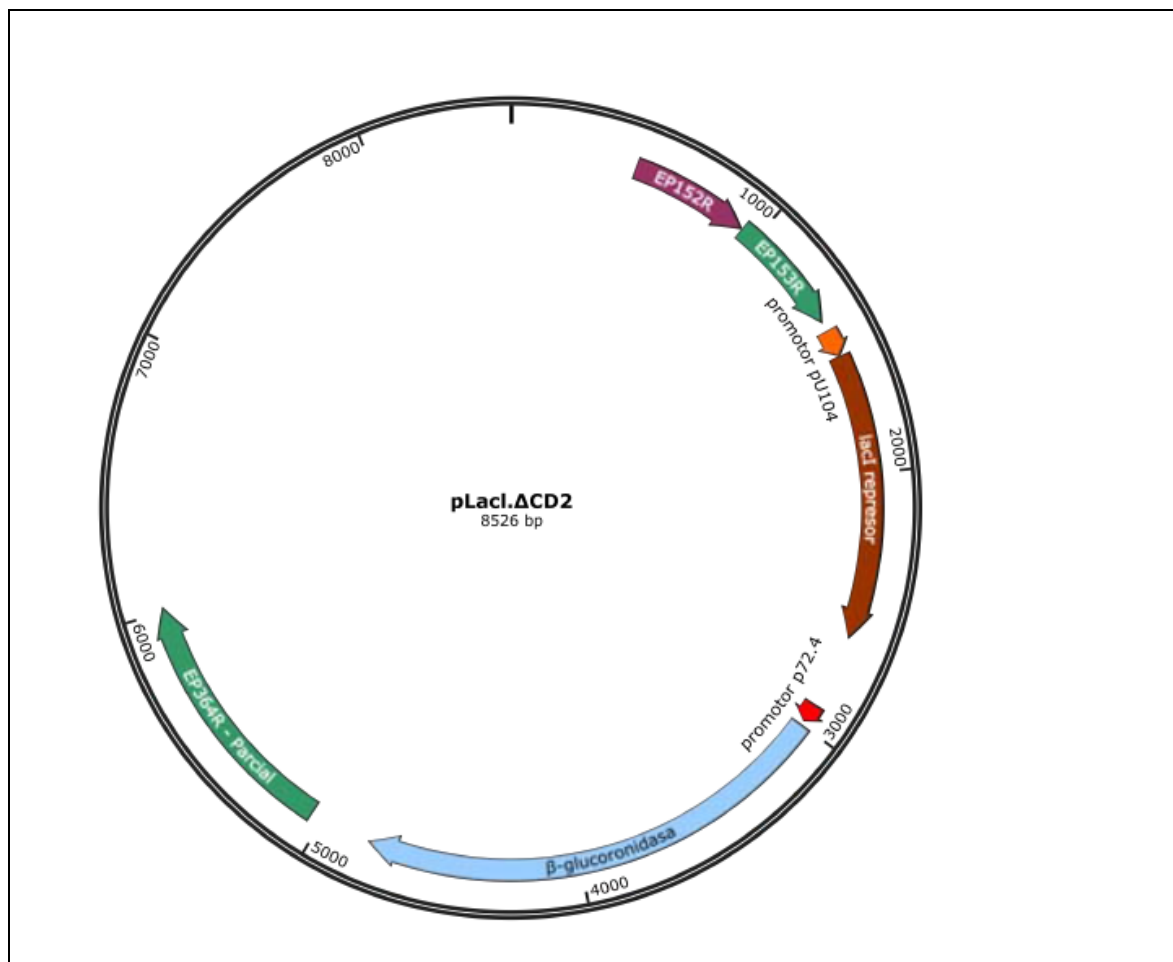 8000
EP152R
1000
EP153R
promotor pU104
7000
2000
lacI represor
pLacI.ΔCD2
8526 bp
6000
promotor p72.4
3000
EP364R - Parcial
β-glucoronidasa
5000
4000